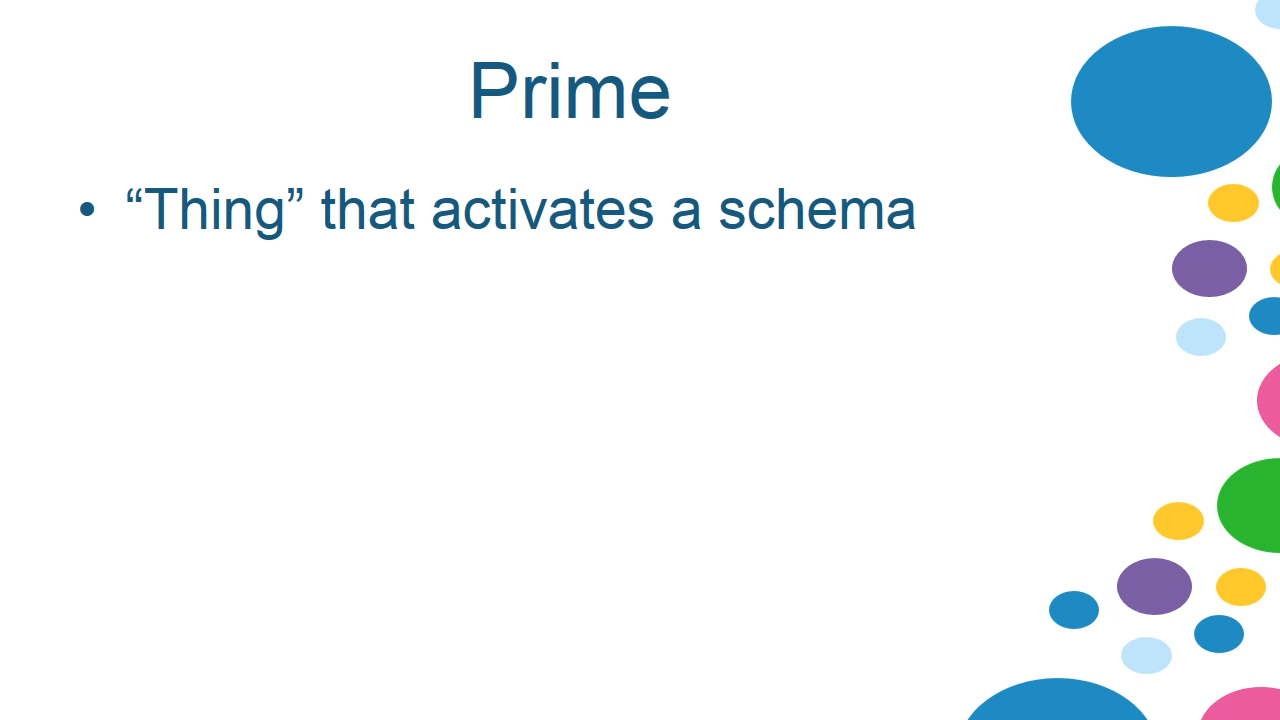 Prime
• “Thing” that activates a schema